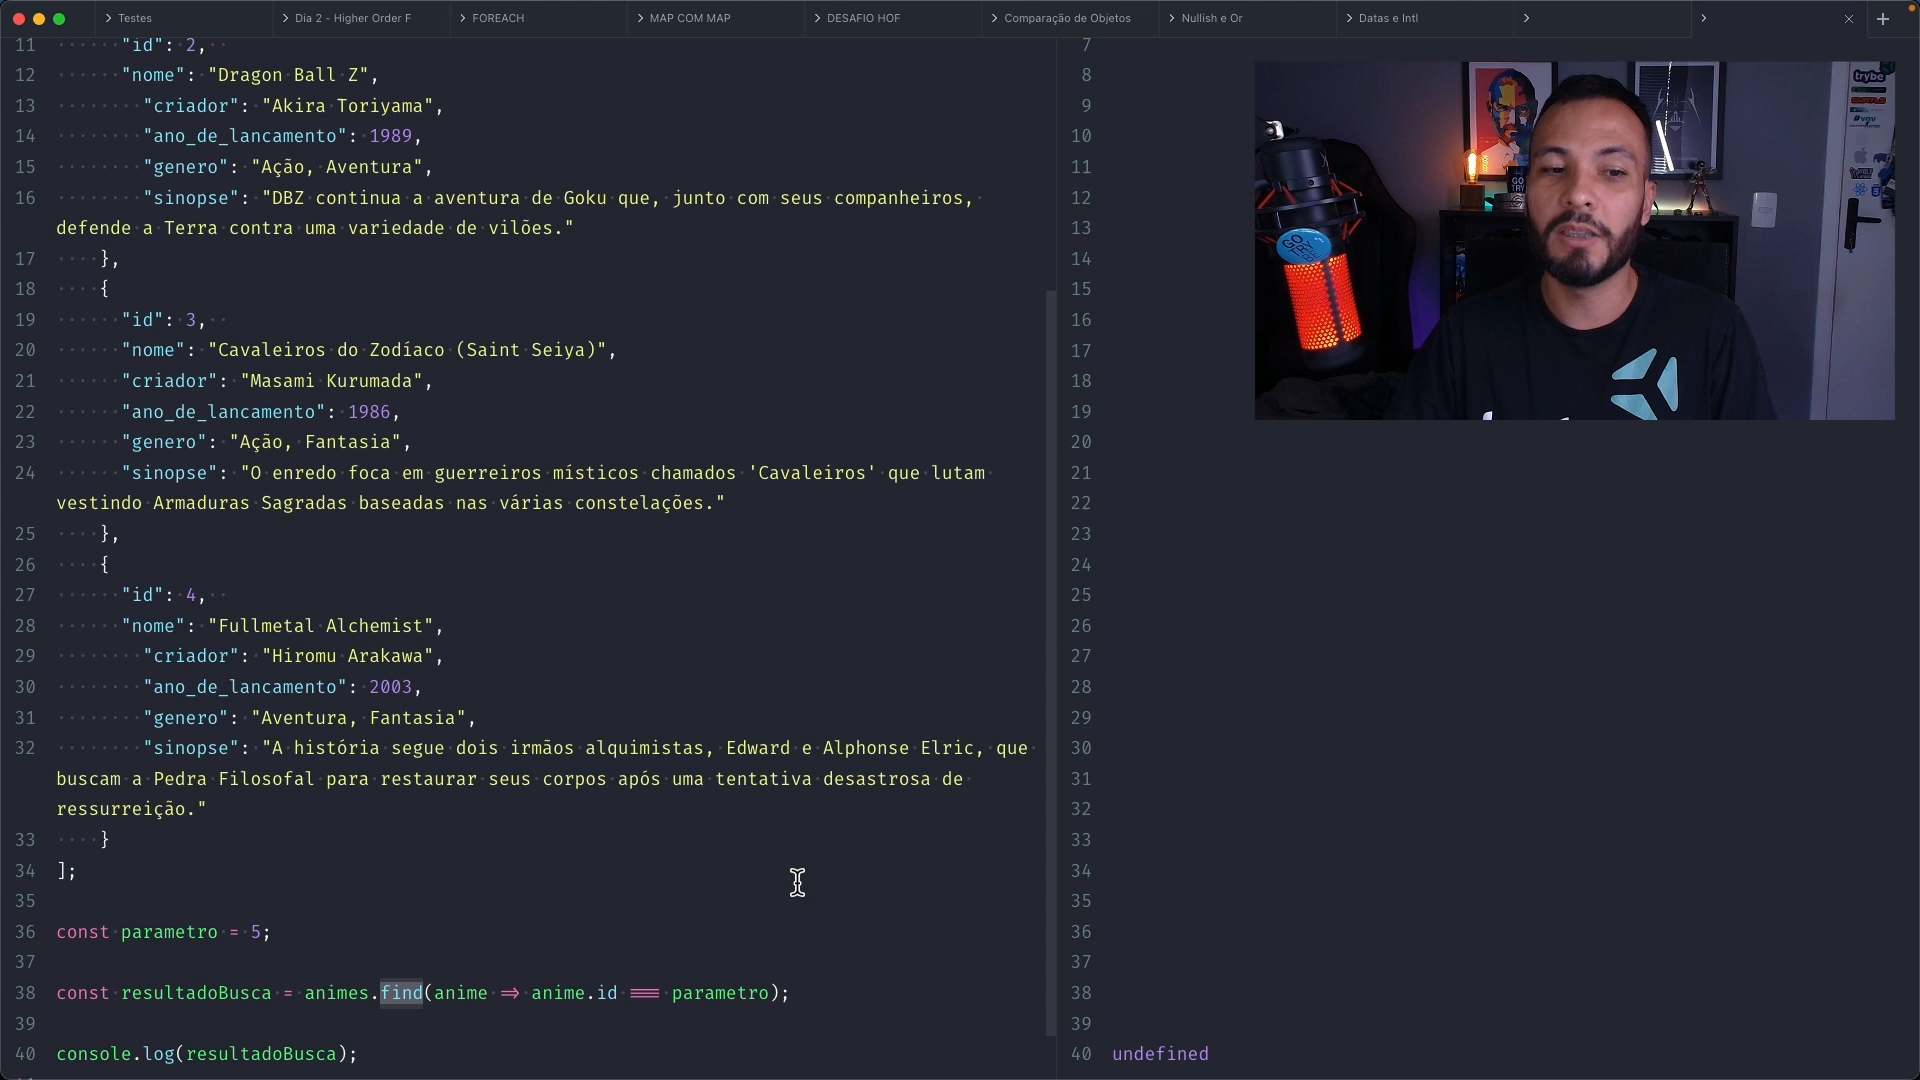 Testes
Dia 2 - Higher Order F
FOREACH
MAP COM MAP
DESAFIO HOF
Comparação de Objetos
Nullish e Or
Datas e Intl
11 "id": 2,
12 "nome": "Dragon Ball Z",
13 "criador": "Akira Toriyama",
14 "ano_de_lancamento": 1989,
15 "genero": "Ação, Aventura",
16 "sinopse": "DBZ continua a aventura de Goku que, junto com seus companheiros,
defende a Terra contra uma variedade de vilões."
17 },
18 {
19 "id": 3,
20 "nome": "Cavaleiros do Zodíaco (Saint Seiya)",
21 "criador": "Masami Kurumada",
22 "ano_de_lancamento": 1986,
23 "genero": "Ação, Fantasia",
24 "sinopse": "O enredo foca em guerreiros místicos chamados 'Cavaleiros' que lutam
vestindo Armaduras Sagradas baseadas nas várias constelações."
25 },
26 {
27 "id": 4,
28 "nome": "Fullmetal Alchemist",
29 "criador": "Hiromu Arakawa",
30 "ano_de_lancamento": 2003,
31 "genero": "Aventura, Fantasia",
32 "sinopse": "A história segue dois irmãos alquimistas, Edward e Alphonse Elric, que
buscam a Pedra Filosofal para restaurar seus corpos após uma tentativa desastrosa de
ressurreição."
33 }
34 ];
35
36 const parametro = 5;
37
38 const resultadoBusca = animes.find(anime => anime.id === parametro);
39
40 console.log(resultadoBusca);
7
8
9
10
11
12
13
14
15
16
17
18
19
20
21
22
23
24
25
26
27
28
29
30
31
32
33
34
35
36
37
38
39
40 undefined
trybe
#vqv
GO
TRY
GO
TRY